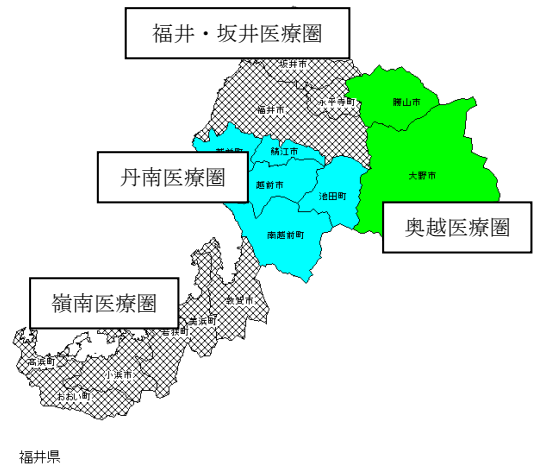 福井・坂井医療圏
坂井市
永平寺町
勝山市
福井市
鯖江市
丹南医療圏
越前市
池田町
大野市
奥越医療圏
南越前町
嶺南医療圏
敦賀市
美浜町
若狭町
高浜町
小浜市
おおい町
福井県